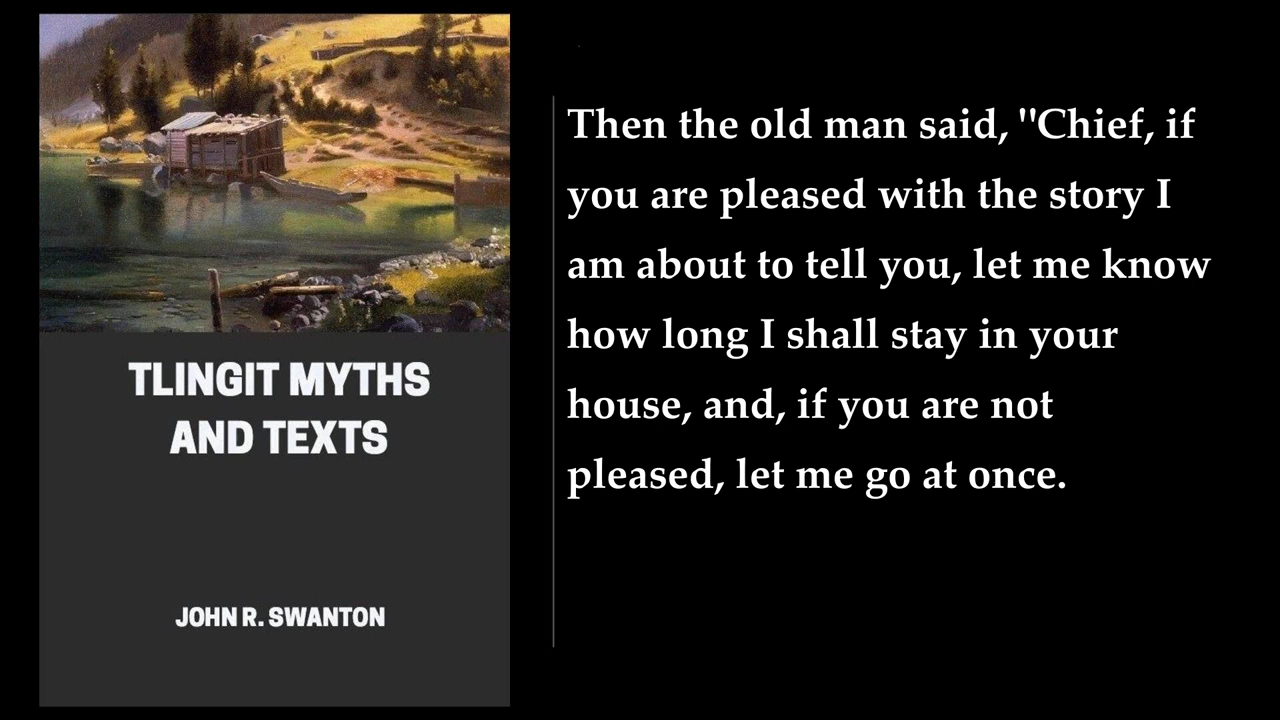 TLINGIT MYTHS
AND TEXTS
JOHN R. SWANTON
Then the old man said, "Chief, if
you are pleased with the story I
am about to tell you, let me know
how long I shall stay in your
house, and, if you are not
pleased, let me go at once.